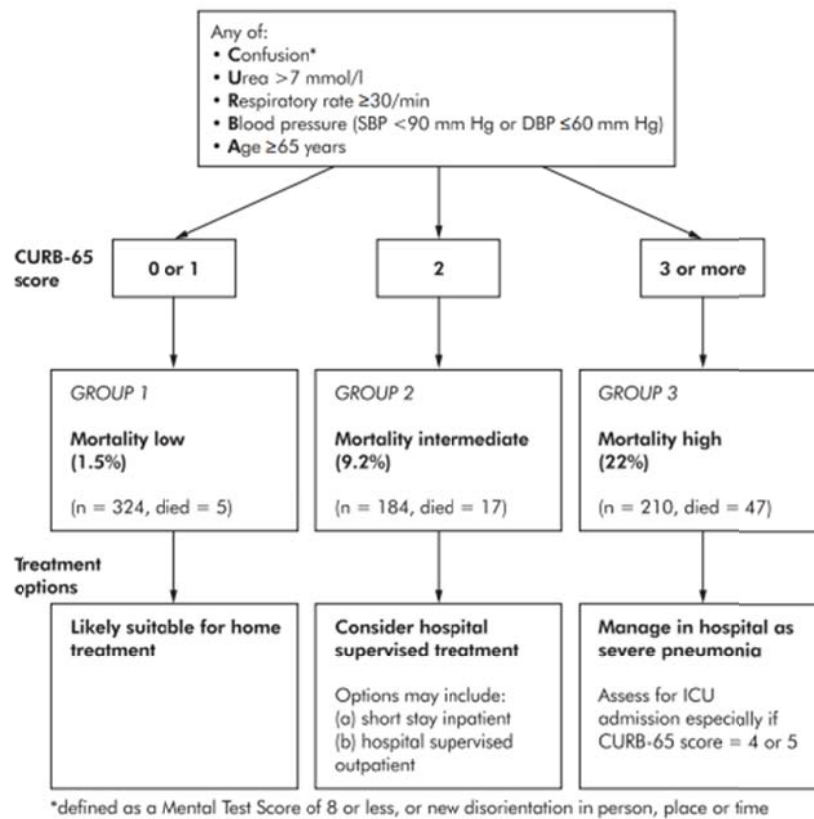 Any of:
• Confusion*
• Urea >7 mmol/l
• Respiratory rate ≥30/min
• Blood pressure (SBP <90 mm Hg or DBP ≤60 mm Hg)
• Age ≥65 years
CURB-65
score
0 or 1
2
3 or more
GROUP 1
Mortality low
(1.5%)
(n = 324, died = 5)
GROUP 2
Mortality intermediate
(9.2%)
(n = 184, died = 17)
GROUP 3
Mortality high
(22%)
(n = 210, died = 47)
Treatment
options
Likely suitable for home
treatment
Consider hospital
supervised treatment
Options may include:
(a) short stay inpatient
(b) hospital supervised
outpatient
Manage in hospital as
severe pneumonia
Assess for ICU
admission especially if
CURB-65 score = 4 or 5
*defined as a Mental Test Score of 8 or less, or new disorientation in person, place or time